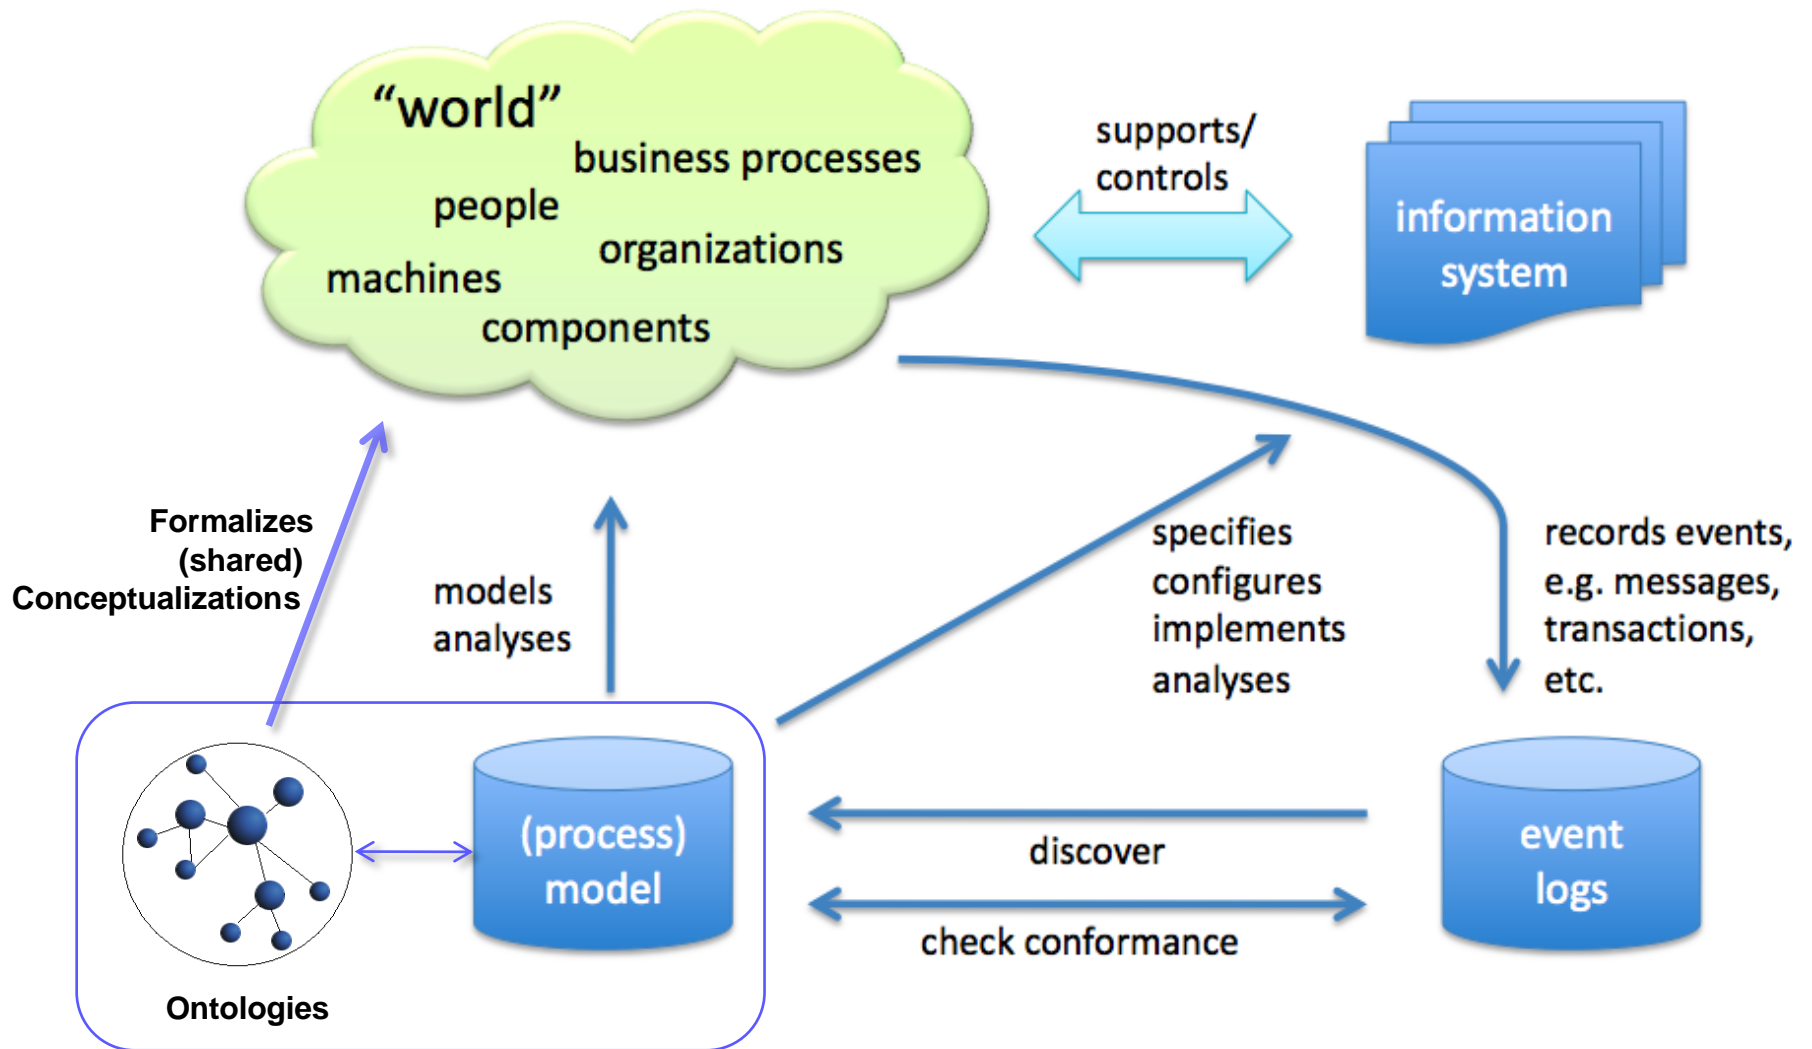 “world”
business processes
people
organizations
machines
components
supports/
controls
information
system
Formalizes
(shared)
Conceptualizations
models
analyses
specifies
configures
implements
analyses
records events,
e.g. messages,
transactions,
etc.
(process)
model
discover
check conformance
event
logs
Ontologies